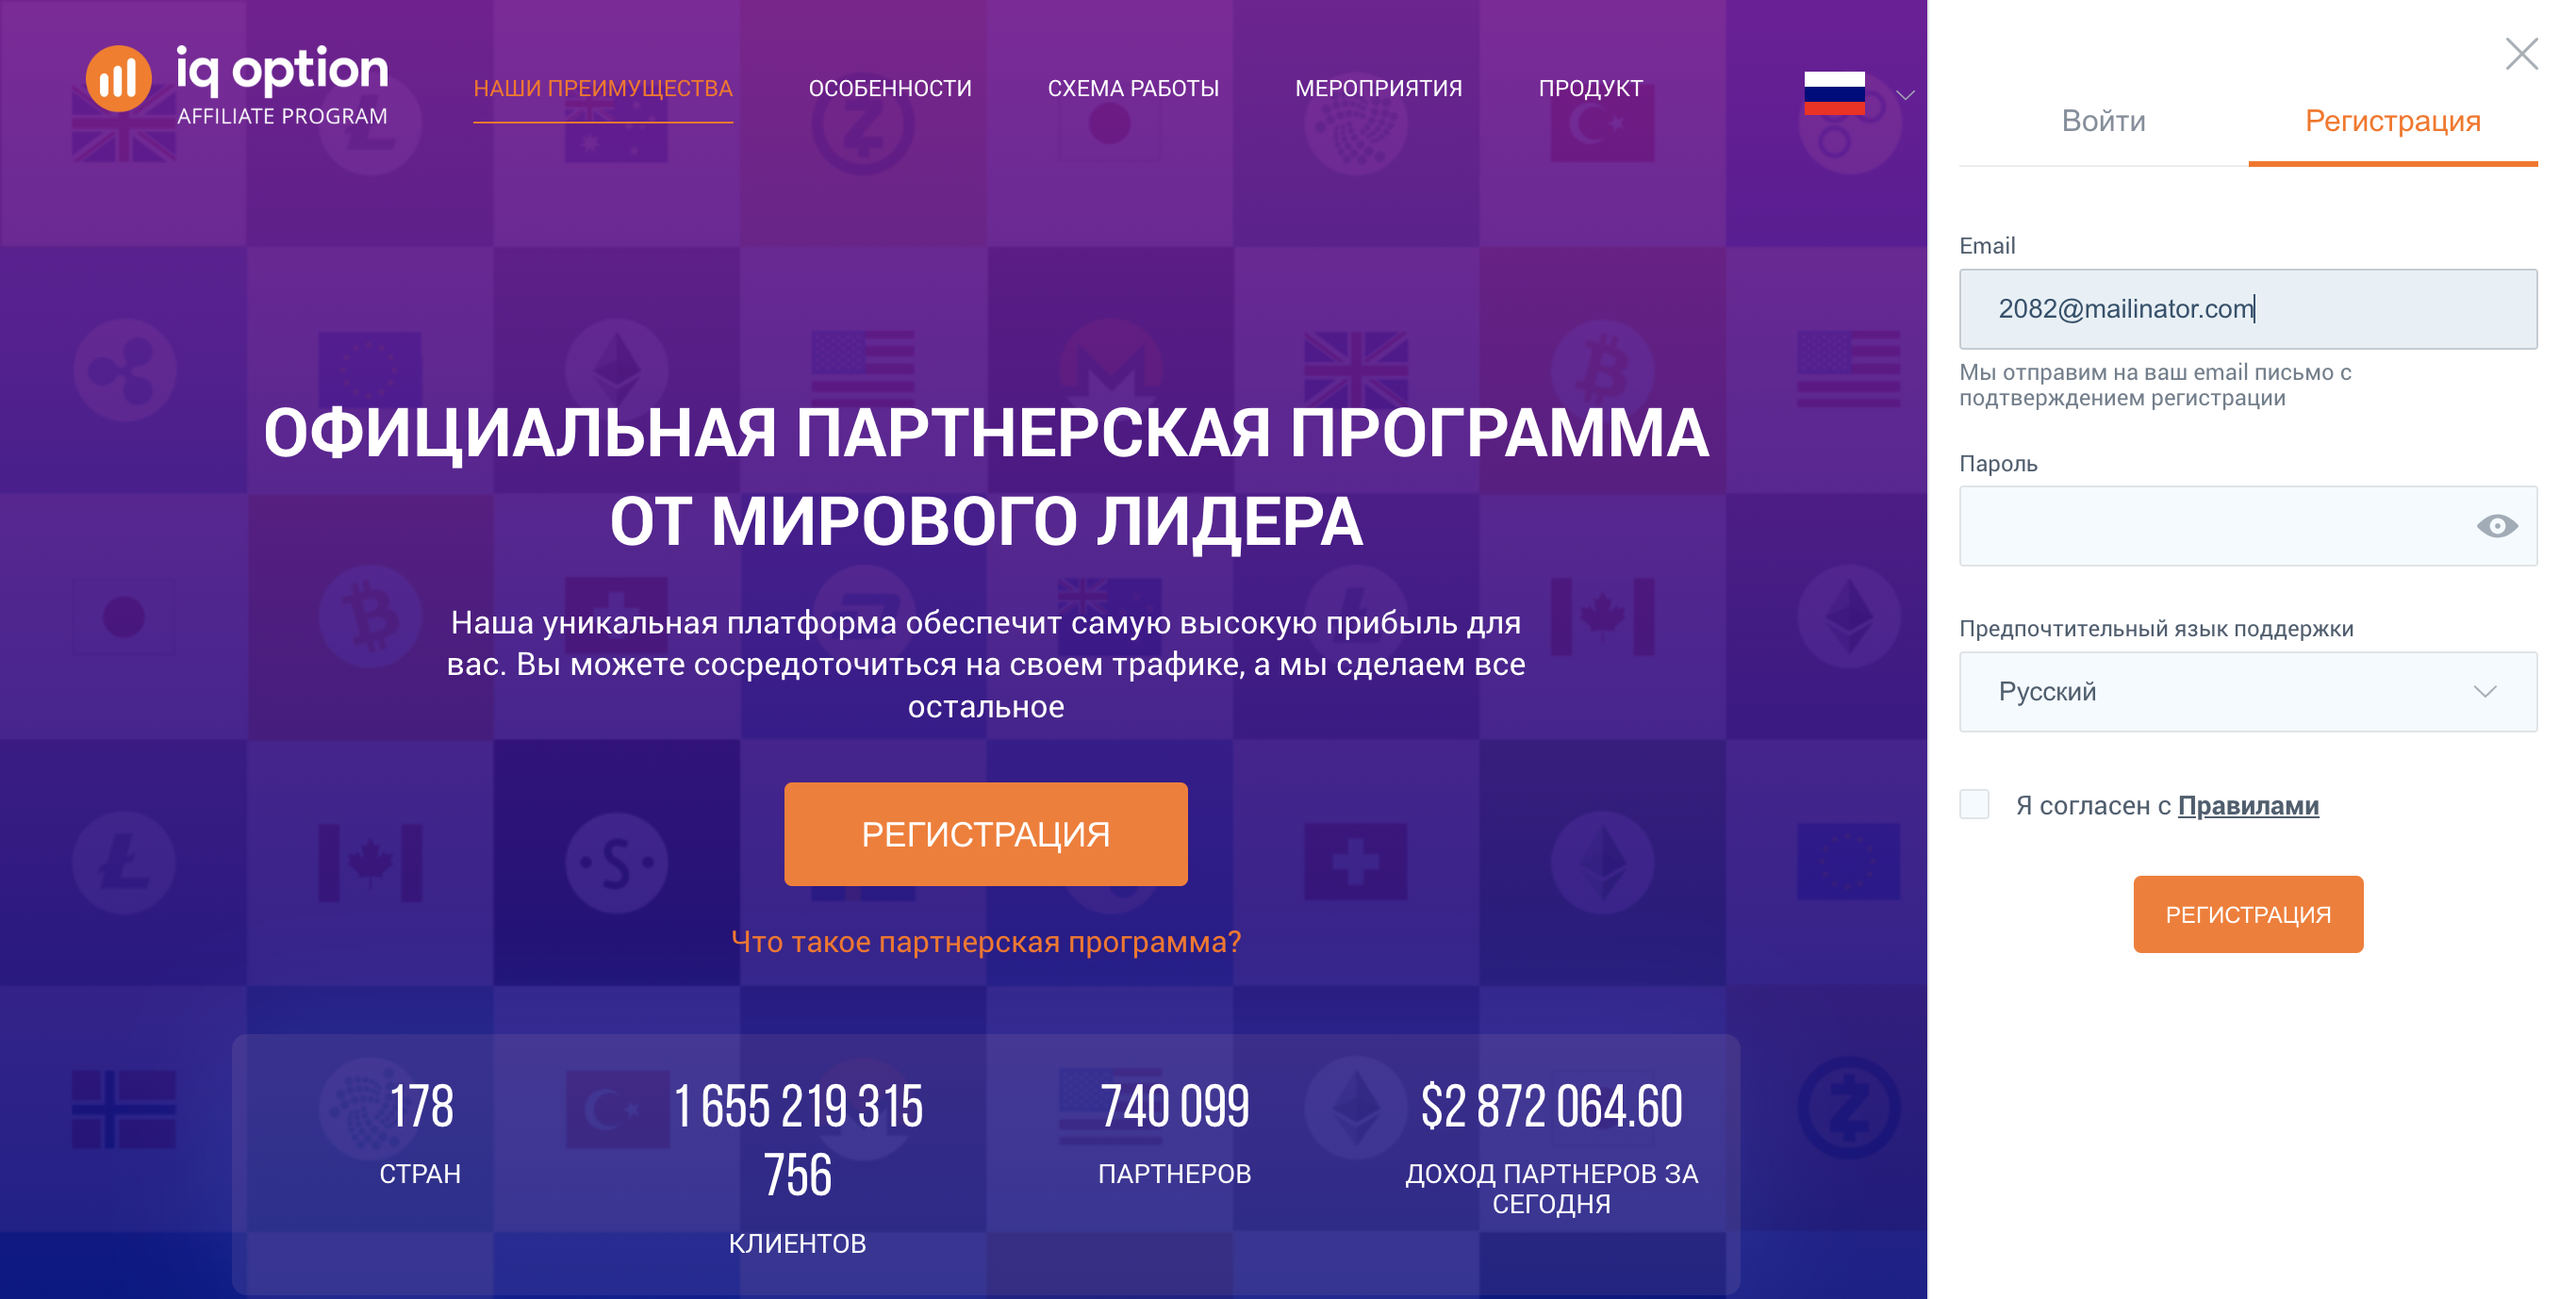 iq option
AFFILIATE PROGRAM
НАШИ ПРЕИМУЩЕСТВА
ОСОБЕННОСТИ
СХЕМА РАБОТЫ
МЕРОПРИЯТИЯ
ПРОДУКТ
ОФИЦИАЛЬНАЯ ПАРТНЕРСКАЯ ПРОГРАММА
ОТ МИРОВОГО ЛИДЕРА
Наша уникальная платформа обеспечит самую высокую прибыль для
вас. Вы можете сосредоточиться на своем трафике, а мы сделаем все
остальное
РЕГИСТРАЦИЯ
Что такое партнерская программа?
178
СТРАН
1 655 219 315
756
КЛИЕНТОВ
740 099
ПАРТНЕРОВ
$2 872 064.60
ДОХОД ПАРТНЕРОВ ЗА
СЕГОДНЯ
Войти
Регистрация
Email
2082@mailinator.com
Мы отправим на ваш email письмо с
подтверждением регистрации
Пароль
Предпочтительный язык поддержки
Русский
Я согласен с Правилами
РЕГИСТРАЦИЯ